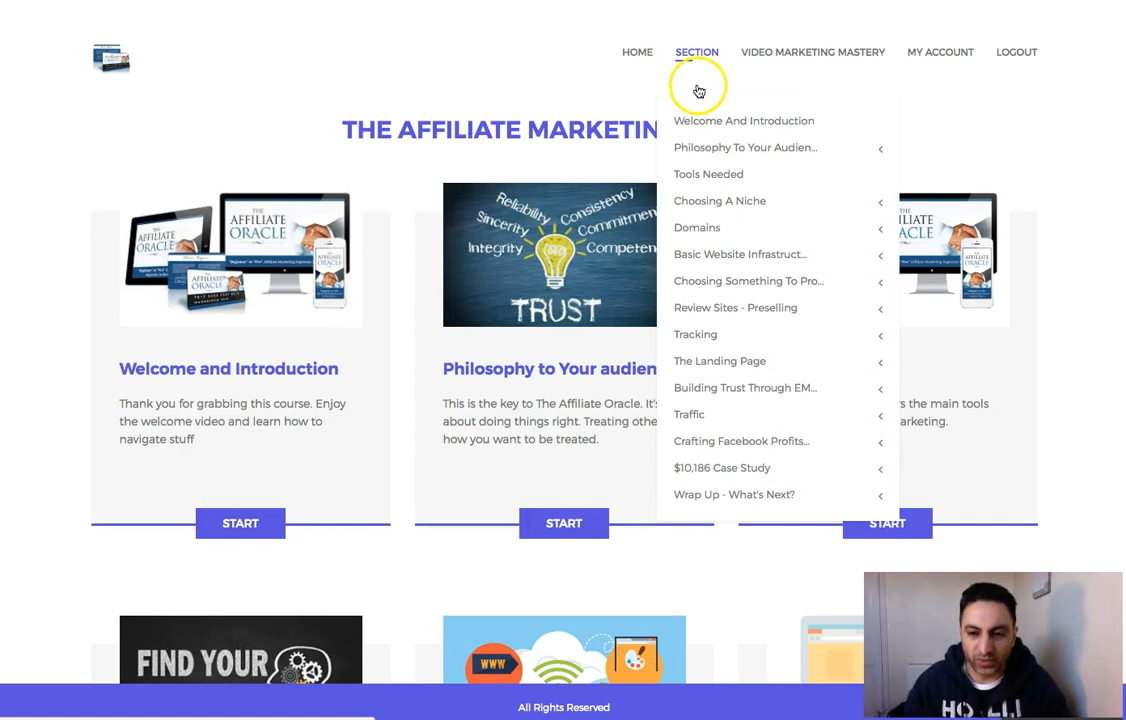 HOME
SECTION
VIDEO MARKETING MASTERY
MY ACCOUNT
LOGOUT
THE AFFILIATE MARKETIN
Welcome And Introduction
Philosophy To Your Audien...
Tools Needed
Choosing A Niche
Domains
Basic Website Infrastruct...
Choosing Something To Pro...
Review Sites - Preselling
Tracking
The Landing Page
Building Trust Through EM...
Traffic
Crafting Facebook Profits...
$10,186 Case Study
Wrap Up - What's Next?
THE
AFFILIATE
ORACLE
THE
AFFILIATE
ORACLE
Reliability
Consistency
Sincerity
Commitmen
Integrity
Competen
TRUST
AFFILIATE
ORACLE
Welcome and Introduction
Thank you for grabbing this course. Enjoy
the welcome video and learn how to
navigate stuff
START
Philosophy to Your audien
This is the key to The Affiliate Oracle. It's
about doing things right. Treating othe
how you want to be treated.
START
rs the main tools
arketing.
START
FIND YOUR
WWW
All Rights Reserved